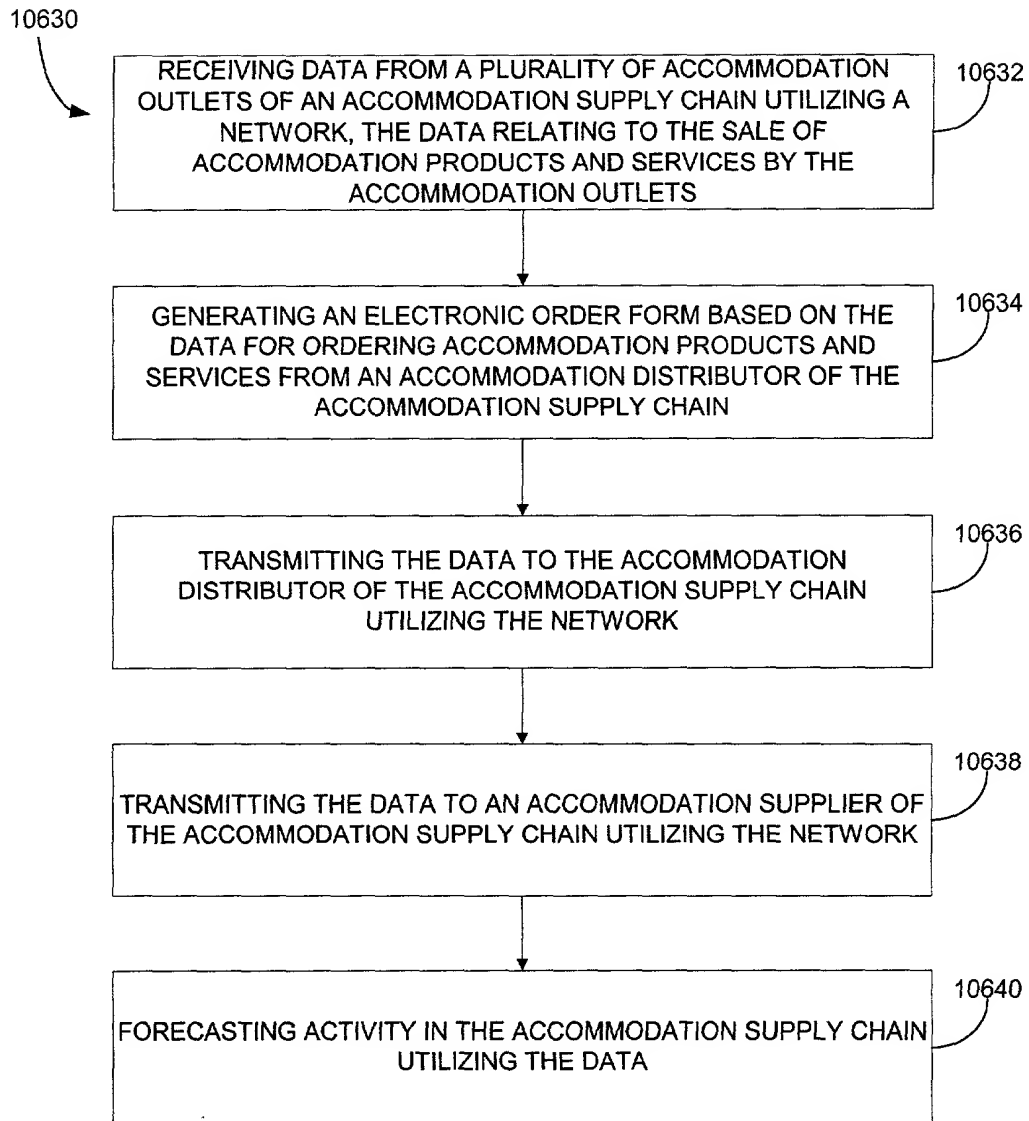 10630
RECEIVING DATA FROM A PLURALITY OF ACCOMMODATION
OUTLETS OF AN ACCOMMODATION SUPPLY CHAIN UTILIZING A
NETWORK, THE DATA RELATING TO THE SALE OF
ACCOMMODATION PRODUCTS AND SERVICES BY THE
ACCOMMODATION OUTLETS
10632
GENERATING AN ELECTRONIC ORDER FORM BASED ON THE
DATA FOR ORDERING ACCOMMODATION PRODUCTS AND
SERVICES FROM AN ACCOMMODATION DISTRIBUTOR OF THE
ACCOMMODATION SUPPLY CHAIN
10634
TRANSMITTING THE DATA TO THE ACCOMMODATION
DISTRIBUTOR OF THE ACCOMMODATION SUPPLY CHAIN
UTILIZING THE NETWORK
10636
TRANSMITTING THE DATA TO AN ACCOMMODATION SUPPLIER OF
THE ACCOMMODATION SUPPLY CHAIN UTILIZING THE NETWORK
10638
FORECASTING ACTIVITY IN THE ACCOMMODATION SUPPLY CHAIN
UTILIZING THE DATA
10640